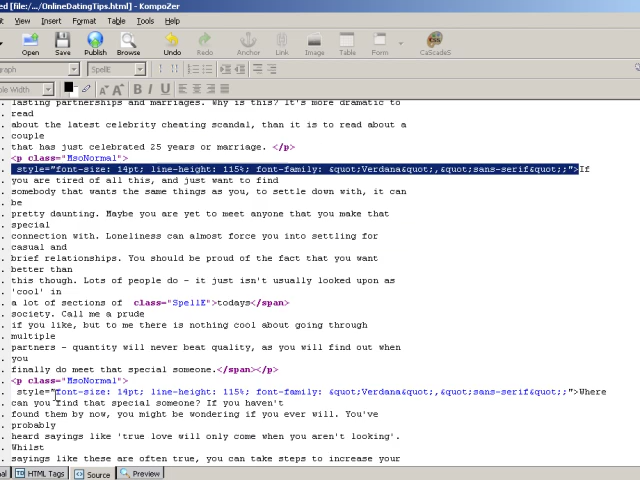 d [file:/.../OnlineDatingTips.html] - KompoZer
it View Insert Format Table Tools Help
Open Save Publish Browse Undo Redo Anchor Link Image Table Form CaScadeS
graph SpellE
ble Width A A B I U
. lasting partnerships and marriages. Why is this? It's more dramatic to
read
. about the latest celebrity cheating scandal, than it is to read about a
couple
. that has just celebrated 25 years or marriage. </p>
. <p class="MsoNormal">
. style="font-size: 14pt; line-height: 115%; font-family: &quot;Verdana&quot;,&quot;sans-serif&quot;;">If
. you are tired of all this, and just want to find
. somebody that wants the same things as you, to settle down with, it can
be
. pretty daunting. Maybe you are yet to meet anyone that you make that
special
. connection with. Loneliness can almost force you into settling for
casual and
. brief relationships. You should be proud of the fact that you want
better than
. this though. Lots of people do - it just isn't usually looked upon as
'cool' in
. a lot of sections of class="SpellE">todays</span>
. society. Call me a prude
. if you like, but to me there is nothing cool about going through
multiple
. partners - quantity will never beat quality, as you will find out when
you
. finally do meet that special someone.</span></p>
. <p class="MsoNormal">
. style="font-size: 14pt; line-height: 115%; font-family: &quot;Verdana&quot;,&quot;sans-serif&quot;;">Where
. can you find that special someone? If you haven't
. found them by now, you might be wondering if you ever will. You've
probably
. heard sayings like 'true love will only come when you aren't looking'.
Whilst
. sayings like these are often true, you can take steps to increase your
nal HTML Tags Source Preview